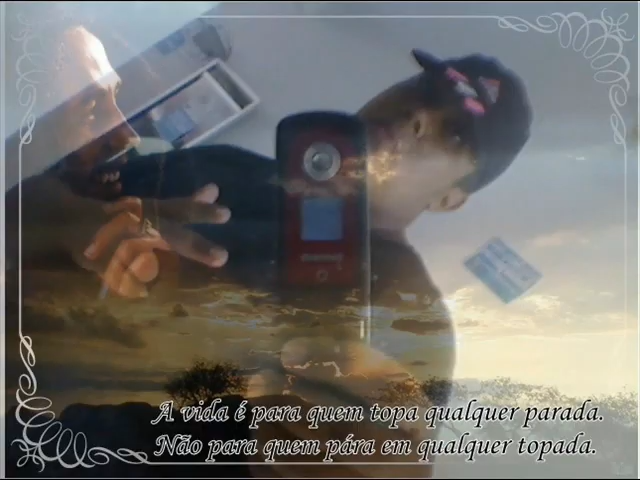 A vida é para quem topa qualquer parada.
Não para quem pára em qualquer topada.